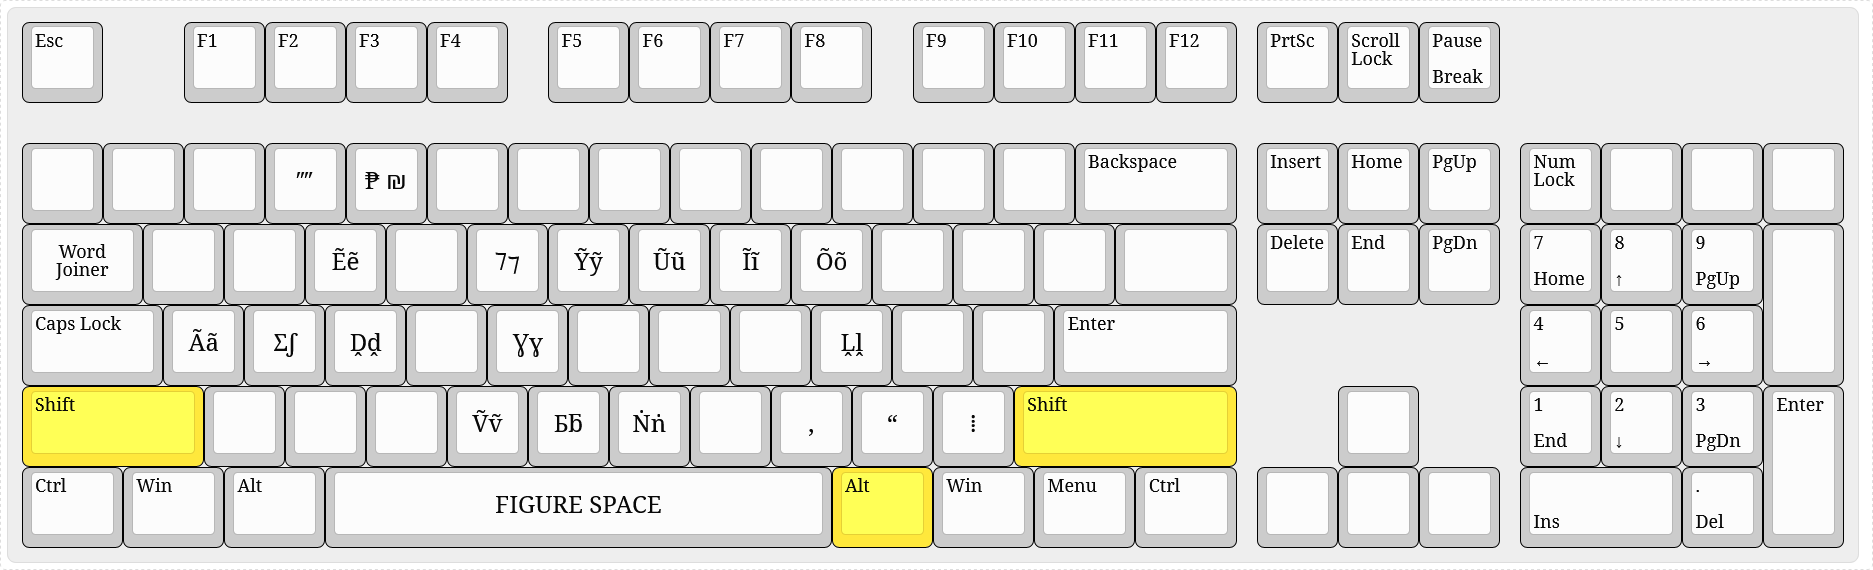 Esc F1 F2 F3 F4 F5 F6 F7 F8 F9 F10 F11 F12 PrtSc Scroll Lock Pause Break
⁗ ₱ ₪ Backspace Insert Home PgUp Num Lock
Word Joiner Ẽẽ ⁊ Ỹỹ Ũũ Ĩĩ Õõ Delete End PgDn 7 Home 8 ↑ 9 PgUp
Caps Lock Ãã Ʃʃ Ḓḓ Ɣɣ Ḽḽ Enter 4 ← 5 6 →
Shift Ṽṽ Ƃƃ Ṅṅ , “ ⁞ Shift 1 End 2 ↓ 3 PgDn Enter
Ctrl Win Alt FIGURE SPACE Alt Win Menu Ctrl Ins . Del